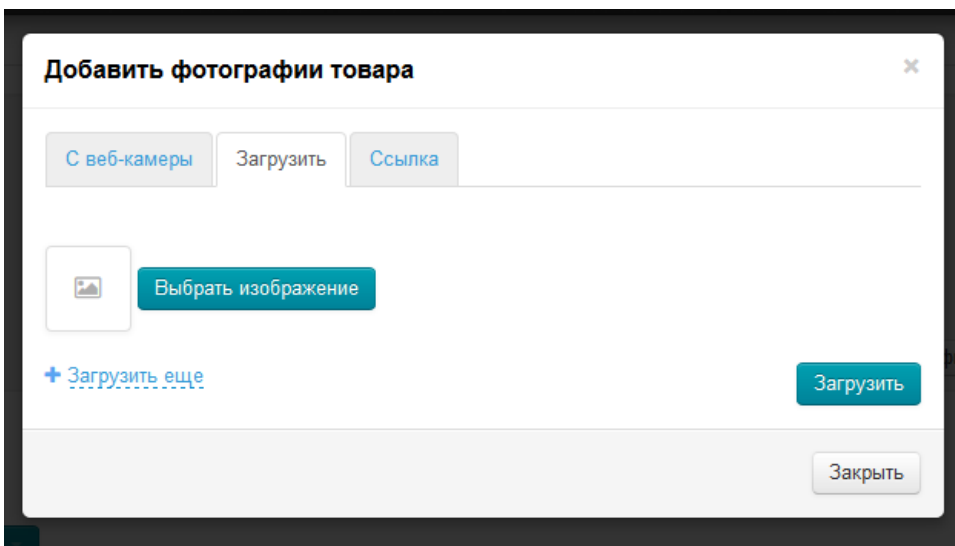 Добавить фотографии товара
×
С веб-камеры Загрузить Ссылка
Выбрать изображение
+ Загрузить еще
Загрузить
Закрыть